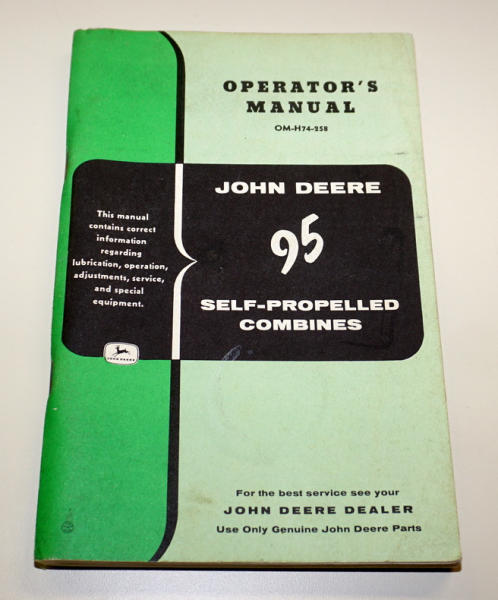 OPERATOR'S
MANUAL
OM-H74-258
This manual
contains correct
information
regarding
lubrication, operation,
adjustments, service,
and special
equipment.
JOHN DEERE
95
SELF-PROPELLED
COMBINES
JOHN DEERE
For the best service see your
JOHN DEERE DEALER
Use Only Genuine John Deere Parts